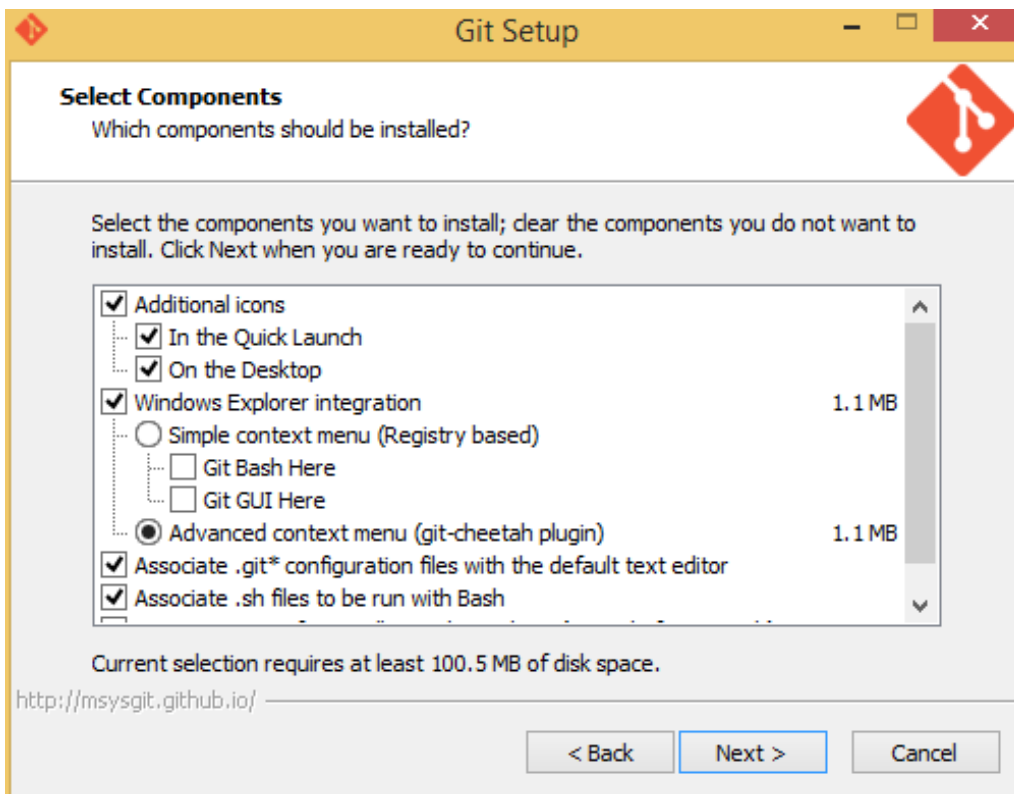 Git Setup
Select Components
Which components should be installed?
Select the components you want to install; clear the components you do not want to
install. Click Next when you are ready to continue.
Additional icons
In the Quick Launch
On the Desktop
Windows Explorer integration 1.1 MB
Simple context menu (Registry based)
Git Bash Here
Git GUI Here
Advanced context menu (git-cheetah plugin) 1.1 MB
Associate .git* configuration files with the default text editor
Associate .sh files to be run with Bash
Current selection requires at least 100.5 MB of disk space.
http://msysgit.github.io/
< Back Next > Cancel